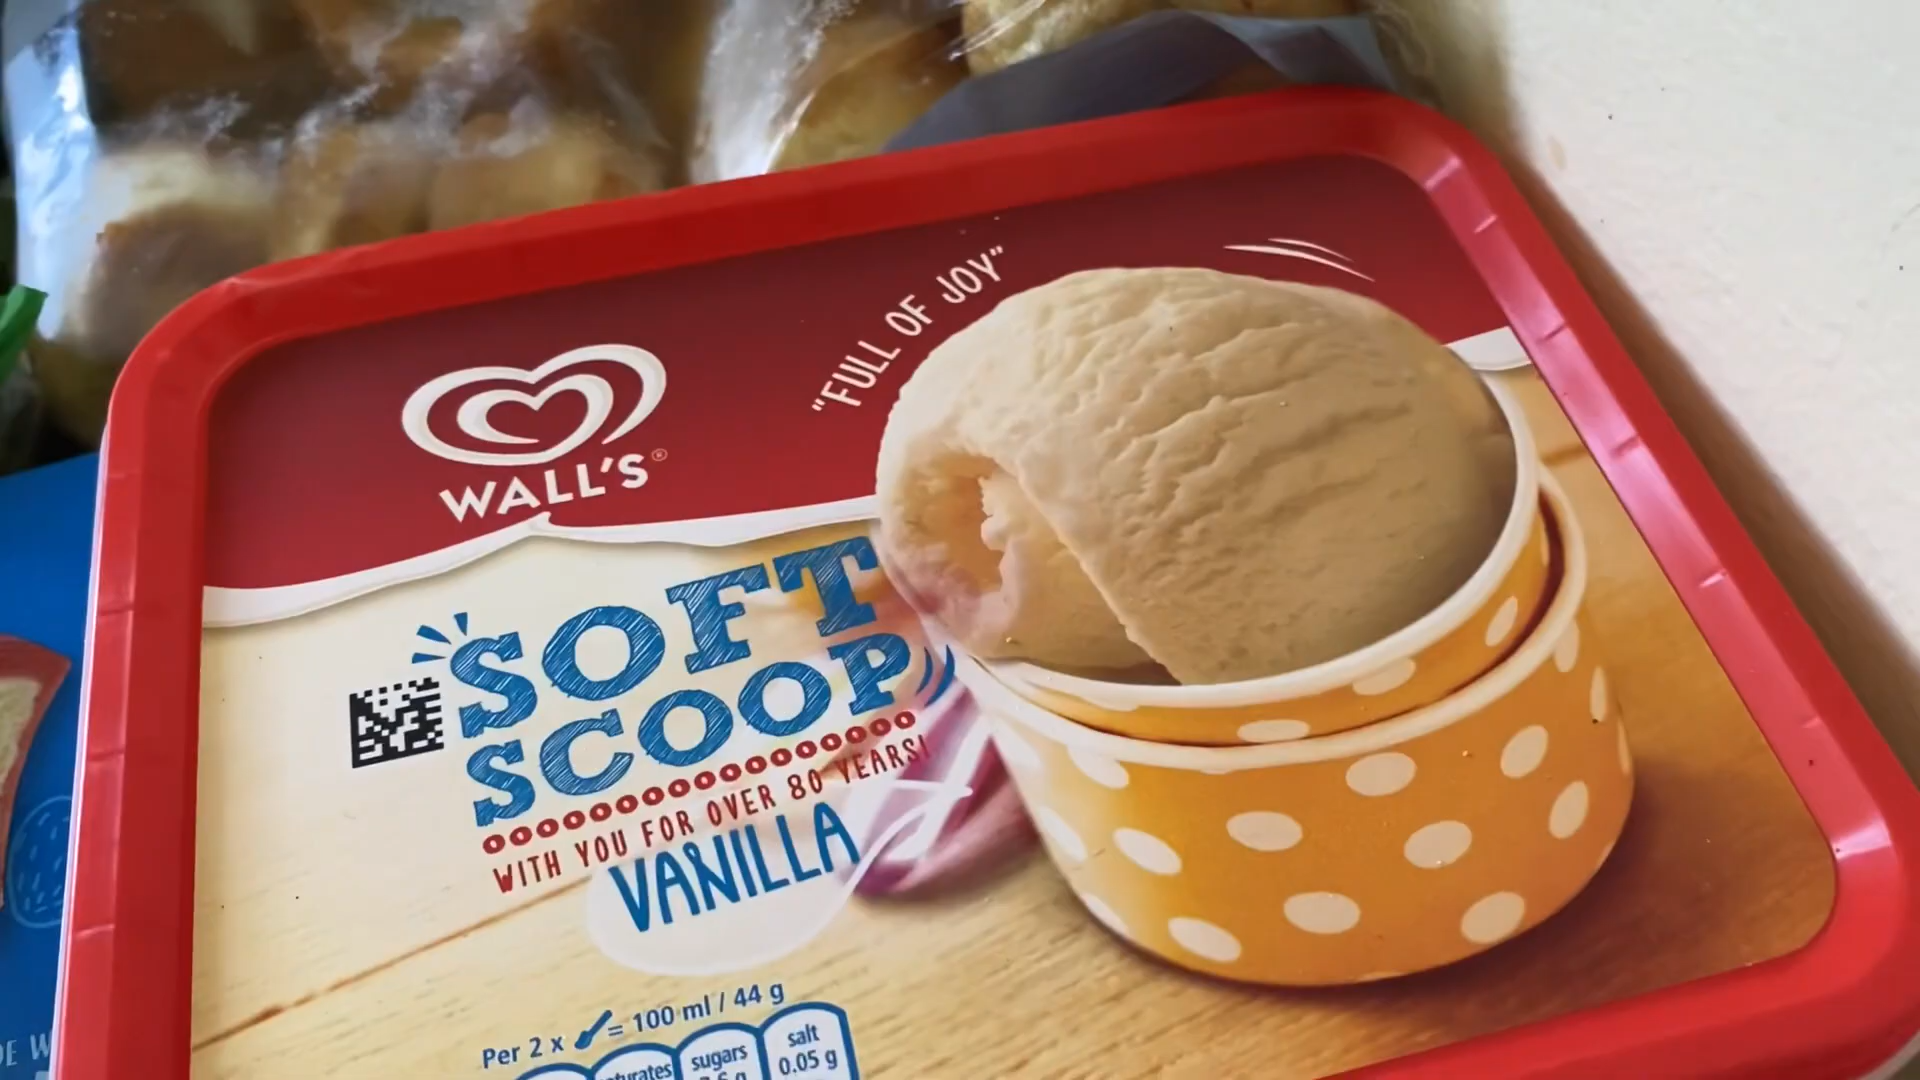 "FULL OF JOY"
WALL'S®
SOFT
SCOOP
WITH YOU FOR OVER 80 YEARS!
VANILLA
Per 2 x = 100 ml / 44 g
sugars
salt
0.05 g